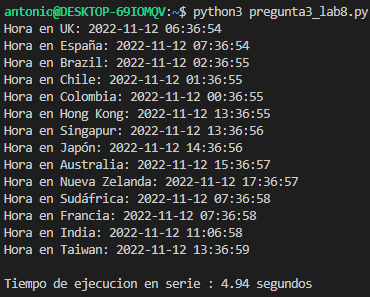 antonio@DESKTOP-69IOMQV:~$ python3 pregunta3_lab8.py
Hora en UK: 2022-11-12 06:36:54
Hora en España: 2022-11-12 07:36:54
Hora en Brazil: 2022-11-12 02:36:55
Hora en Chile: 2022-11-12 01:36:55
Hora en Colombia: 2022-11-12 00:36:55
Hora en Hong Kong: 2022-11-12 13:36:55
Hora en Singapur: 2022-11-12 13:36:56
Hora en Japón: 2022-11-12 14:36:56
Hora en Australia: 2022-11-12 15:36:57
Hora en Nueva Zelanda: 2022-11-12 17:36:57
Hora en Sudáfrica: 2022-11-12 07:36:58
Hora en Francia: 2022-11-12 07:36:58
Hora en India: 2022-11-12 11:06:58
Hora en Taiwan: 2022-11-12 13:36:59
Tiempo de ejecucion en serie : 4.94 segundos